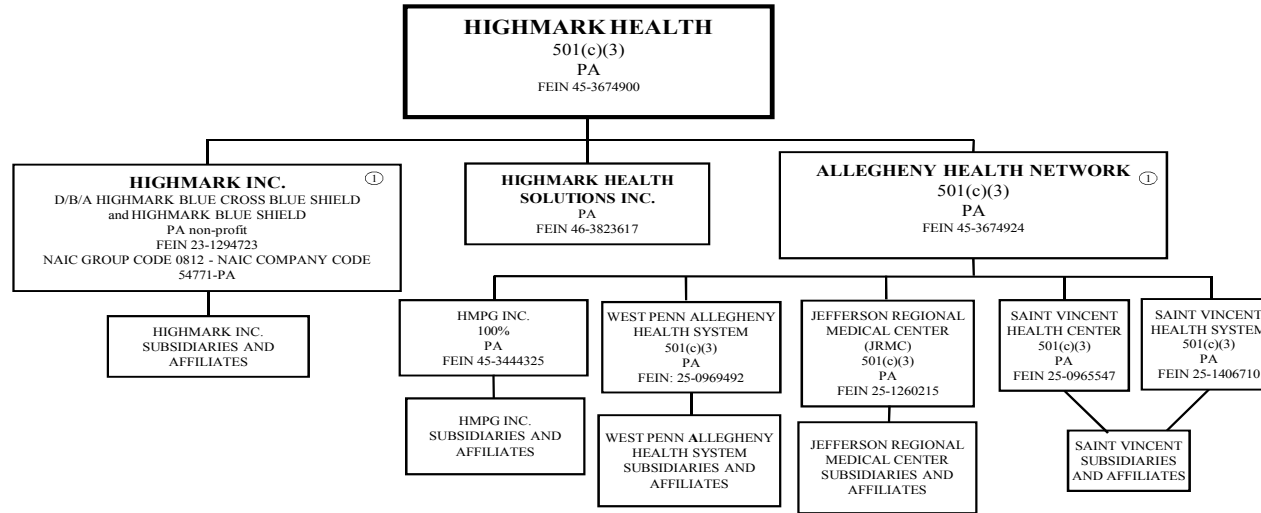 HIGHMARK HEALTH
501(c)(3)
PA
FEIN 45-3674900
HIGHMARK INC.
①
D/B/A HIGHMARK BLUE CROSS BLUE SHIELD
and HIGHMARK BLUE SHIELD
PA non-profit
FEIN 23-1294723
NAIC GROUP CODE 0812 - NAIC COMPANY CODE
54771-PA
HIGHMARK HEALTH
SOLUTIONS INC.
PA
FEIN 46-3823617
ALLEGHENY HEALTH NETWORK
①
501(c)(3)
PA
FEIN 45-3674924
HIGHMARK INC.
SUBSIDIARIES AND
AFFILIATES
HMPG INC.
100%
PA
FEIN 45-3444325
WEST PENN ALLEGHENY
HEALTH SYSTEM
501(c)(3)
PA
FEIN: 25-0969492
JEFFERSON REGIONAL
MEDICAL CENTER
(JRMC)
501(c)(3)
PA
FEIN 25-1260215
SAINT VINCENT
HEALTH CENTER
501(c)(3)
PA
FEIN 25-0965547
SAINT VINCENT
HEALTH SYSTEM
501(c)(3)
PA
FEIN 25-1406710
HMPG INC.
SUBSIDIARIES AND
AFFILIATES
WEST PENN ALLEGHENY
HEALTH SYSTEM
SUBSIDIARIES AND
AFFILIATES
JEFFERSON REGIONAL
MEDICAL CENTER
SUBSIDIARIES AND
AFFILIATES
SAINT VINCENT
SUBSIDIARIES
AND AFFILIATES